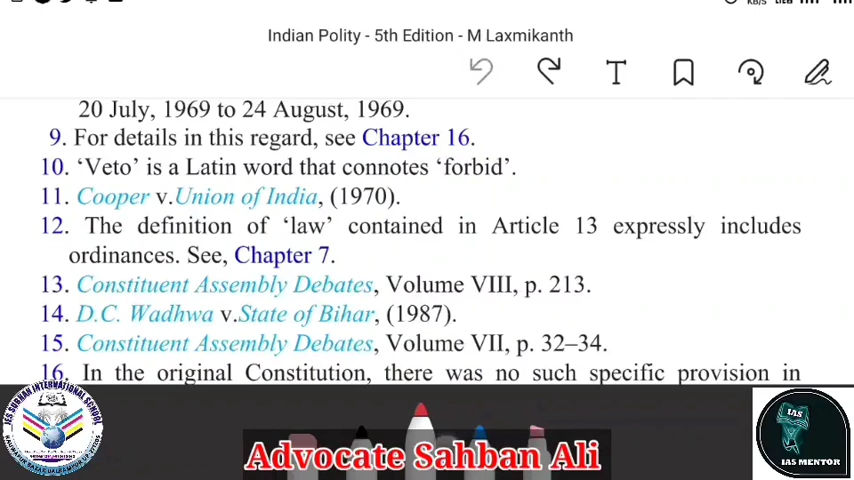 KB/S
Indian Polity - 5th Edition - M Laxmikanth
20 July, 1969 to 24 August, 1969.
9. For details in this regard, see Chapter 16.
10. ‘Veto’ is a Latin word that connotes ‘forbid’.
11. Cooper v.Union of India, (1970).
12. The definition of ‘law’ contained in Article 13 expressly includes
ordinances. See, Chapter 7.
13. Constituent Assembly Debates, Volume VIII, p. 213.
14. D.C. Wadhwa v.State of Bihar, (1987).
15. Constituent Assembly Debates, Volume VII, p. 32–34.
16. In the original Constitution, there was no such specific provision in
Advocate Sahban Ali
IAS
IAS MENTOR